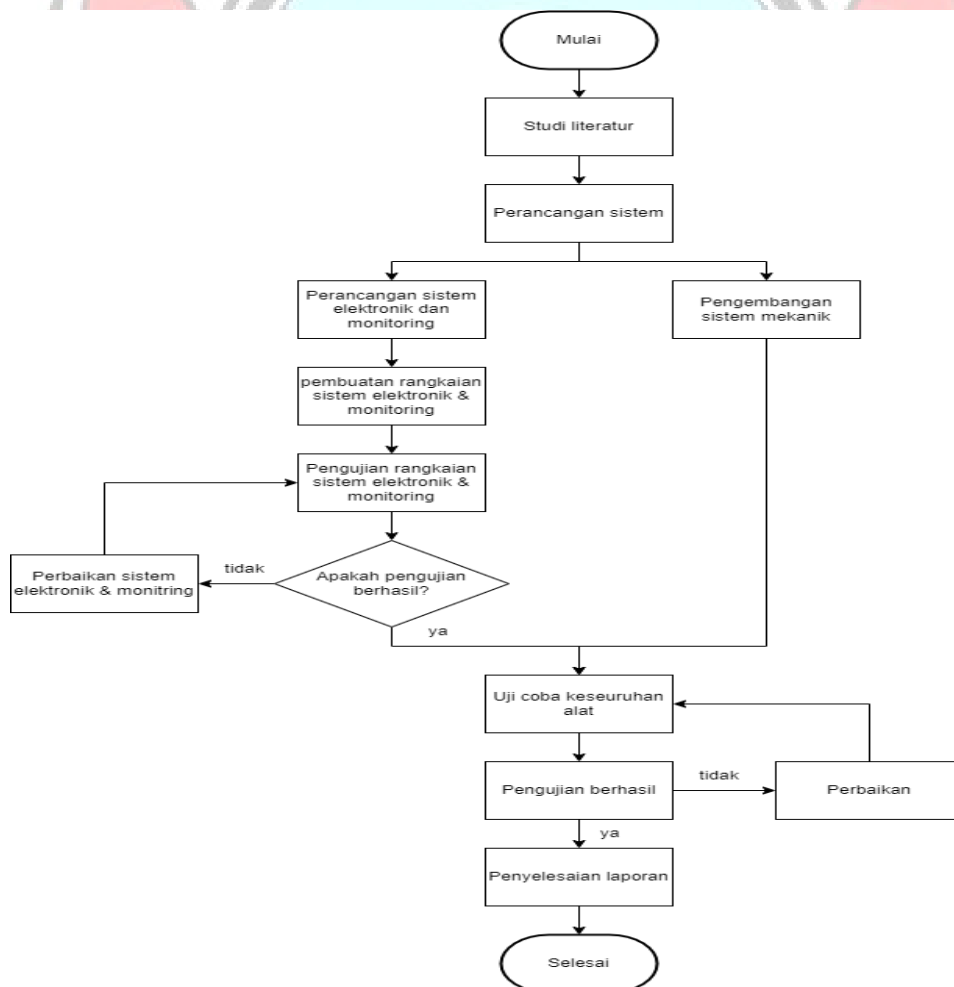 Mulai
Studi literatur
Perancangan sistem
Perancangan sistem
elektronik dan
monitoring
Pengembangan
sistem mekanik
pembuatan rangkaian
sistem elektronik &
monitoring
Pengujian rangkaian
sistem elektronik &
monitoring
Apakah pengujian
berhasil?
tidak
Perbaikan sistem
elektronik & monitring
ya
Uji coba keseuruhan
alat
Pengujian berhasil
tidak
Perbaikan
ya
Penyelesaian laporan
Selesai